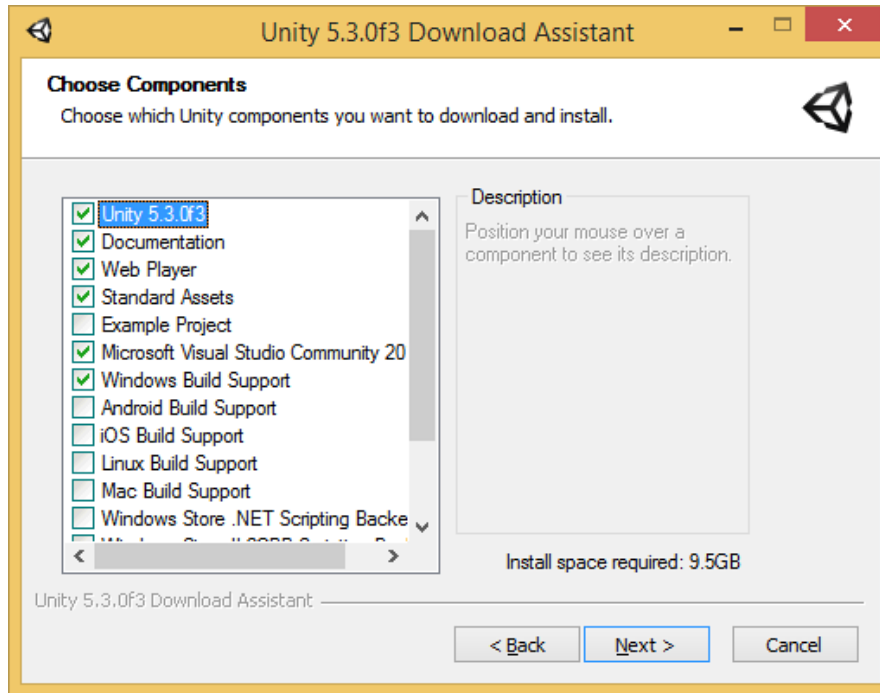 Unity 5.3.0f3 Download Assistant
Choose Components
Choose which Unity components you want to download and install.
Unity 5.3.0f3
Documentation
Web Player
Standard Assets
Example Project
Microsoft Visual Studio Community 20
Windows Build Support
Android Build Support
iOS Build Support
Linux Build Support
Mac Build Support
Windows Store .NET Scripting Backe
Description
Position your mouse over a
component to see its description.
Install space required: 9.5GB
Unity 5.3.0f3 Download Assistant
< Back
Next >
Cancel